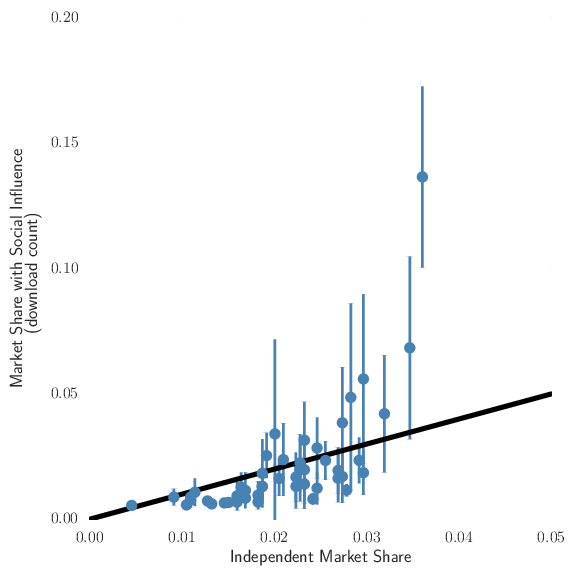 0.20
0.15
0.10
0.05
0.00
Market Share with Social Influence
(download count)
0.00 0.01 0.02 0.03 0.04 0.05
Independent Market Share